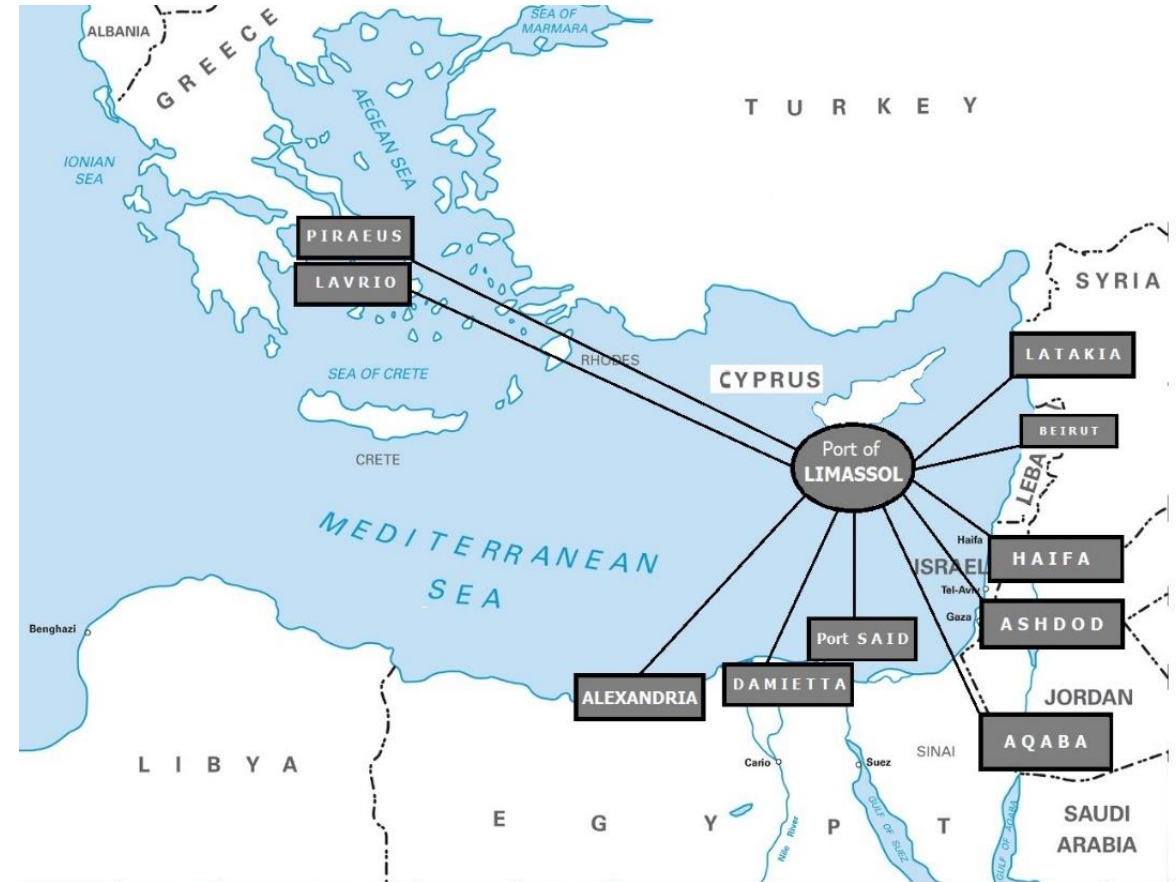 SEA OF
MARMARA
ALBANIA
GREECE
AEGEAN SEA
TURKEY
IONIAN
SEA
PIRAEUS
LAVRIO
SYRIA
RHODES
SEA OF CRETE
CYPRUS
LATAKIA
BEIRUT
CRETE
Port of
LIMASSOL
LEBA
MEDITERRANEAN
SEA
Haifa
HAIFA
ISRAEL
Tel-Aviv
Gaza
ASHDOD
Benghazi
Port SAID
DAMIETTA
ALEXANDRIA
JORDAN
AQABA
SINAI
LIBYA
Cario
Suez
EGYPT
Nile River
GULF OF SUEZ
GULF OF AQABA
SAUDI
ARABIA